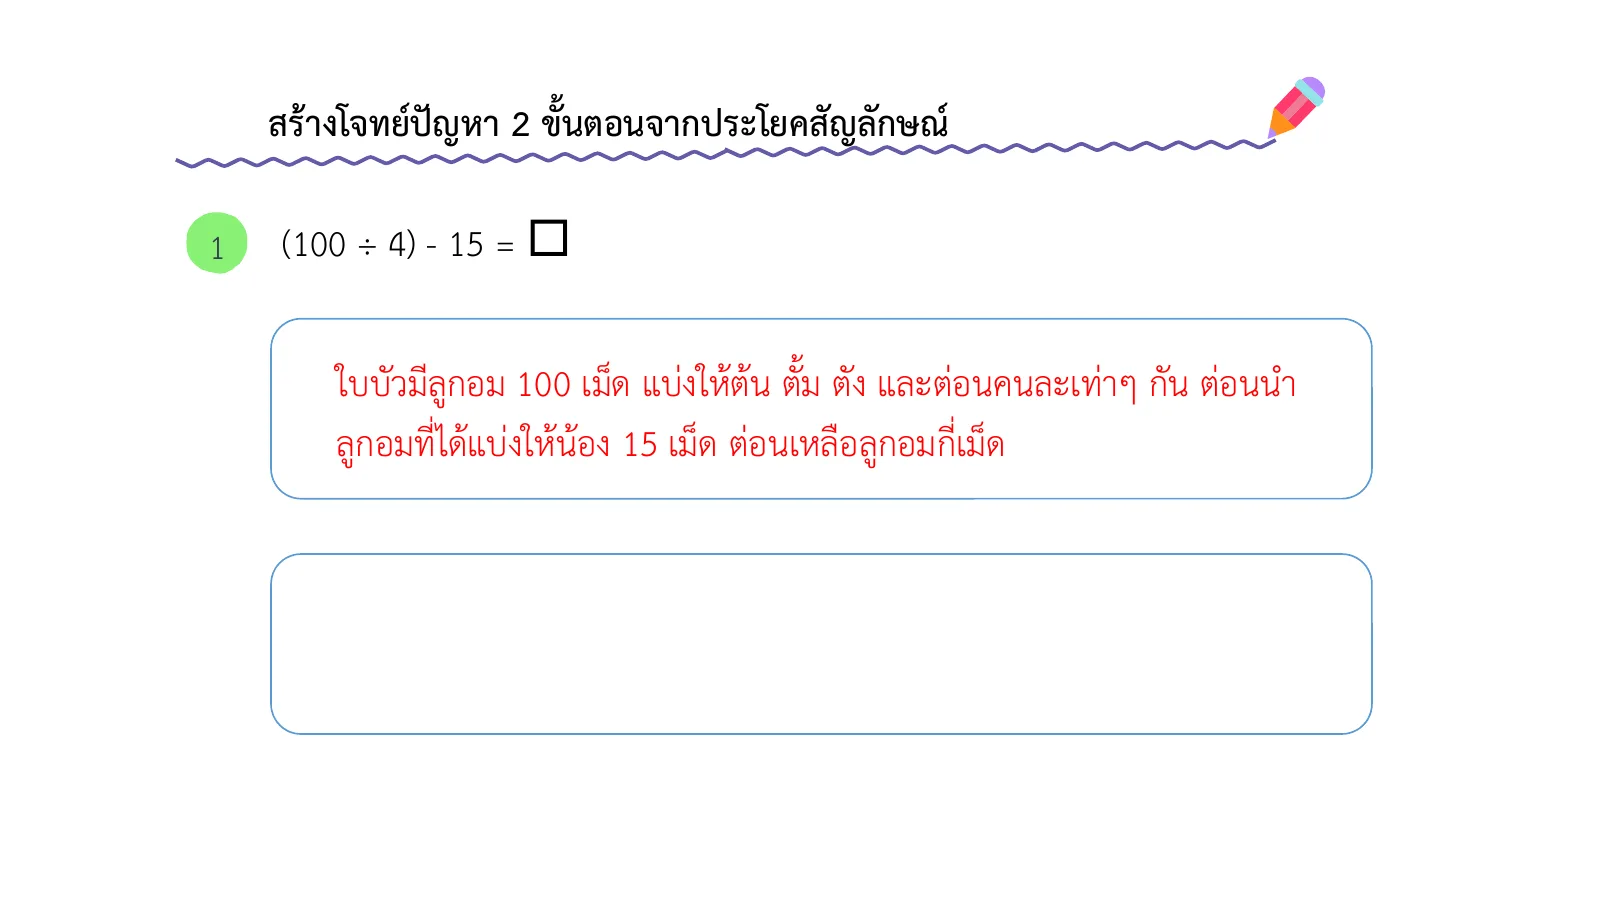 สร้างโจทย์ปัญหา 2 ขั้นตอนจากประโยคสัญลักษณ์
1 (100 ÷ 4) - 15 = □
ใบบัวมีลูกอม 100 เม็ด แบ่งให้ต้น ตั้ม ตัง และต่อนคนละเท่าๆ กัน ต่อนนำ
ลูกอมที่ได้แบ่งให้น้อง 15 เม็ด ต่อนเหลือลูกอมกี่เม็ด